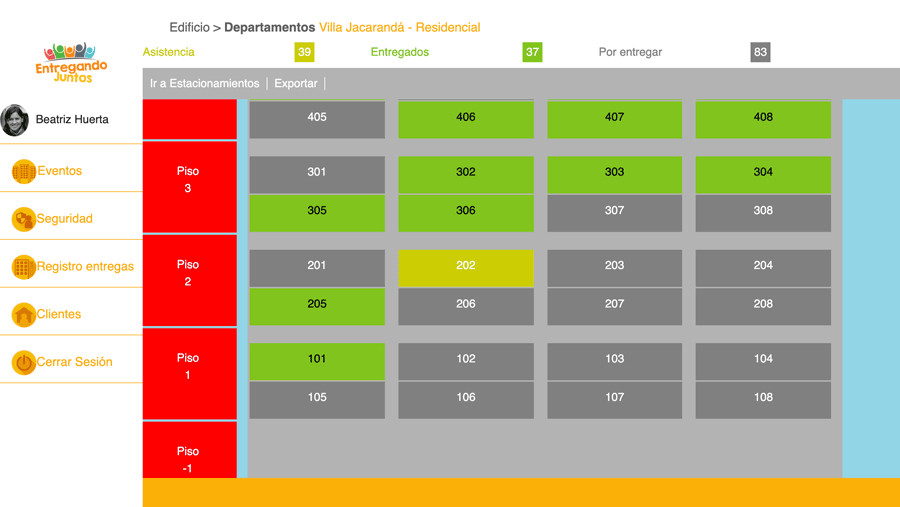 Edificio > Departamentos Villa Jacarandá - Residencial
Asistencia 39 Entregados 37 Por entregar 83
Entregando
Juntos
Ir a Estacionamientos | Exportar |
Beatriz Huerta
Eventos
Seguridad
Registro entregas
Clientes
Cerrar Sesión
405 406 407 408
Piso
3
301 302 303 304
305 306 307 308
Piso
2
201 202 203 204
205 206 207 208
Piso
1
101 102 103 104
105 106 107 108
Piso
-1